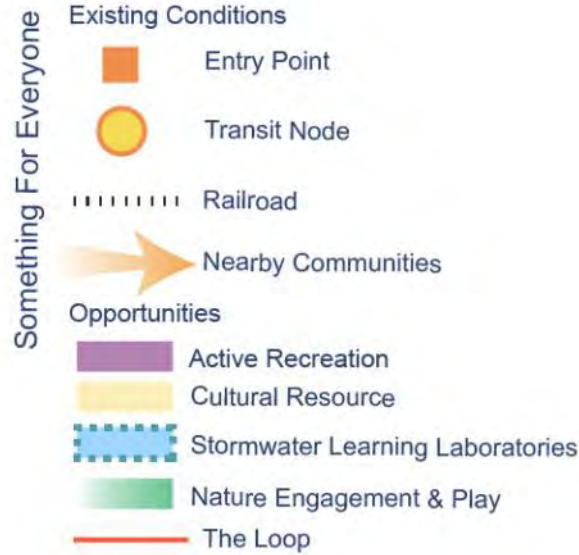 Something For Everyone
Existing Conditions
Entry Point
Transit Node
Railroad
Nearby Communities
Opportunities
Active Recreation
Cultural Resource
Stormwater Learning Laboratories
Nature Engagement & Play
The Loop